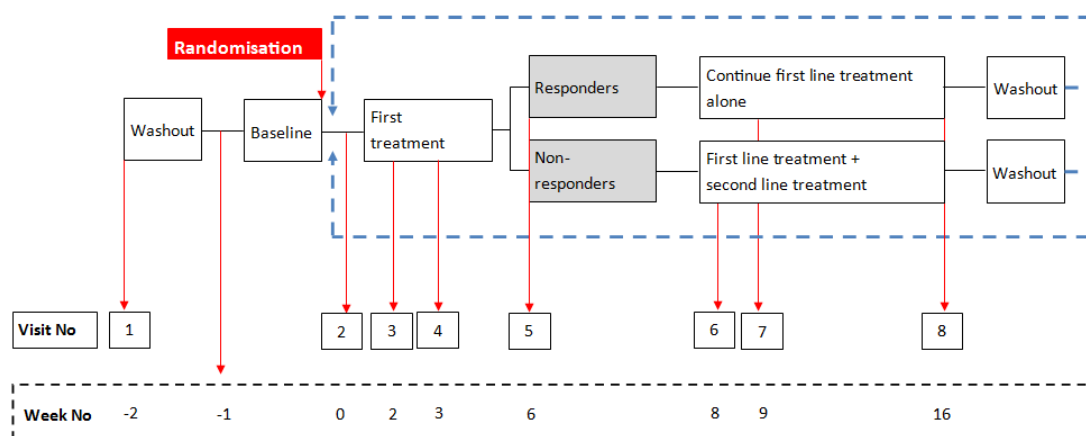 Randomisation
Washout
Baseline
First
treatment
Responders
Non-
responders
Continue first line treatment
alone
First line treatment +
second line treatment
Washout
Washout
Visit No 1 2 3 4 5 6 7 8
Week No -2 -1 0 2 3 6 8 9 16